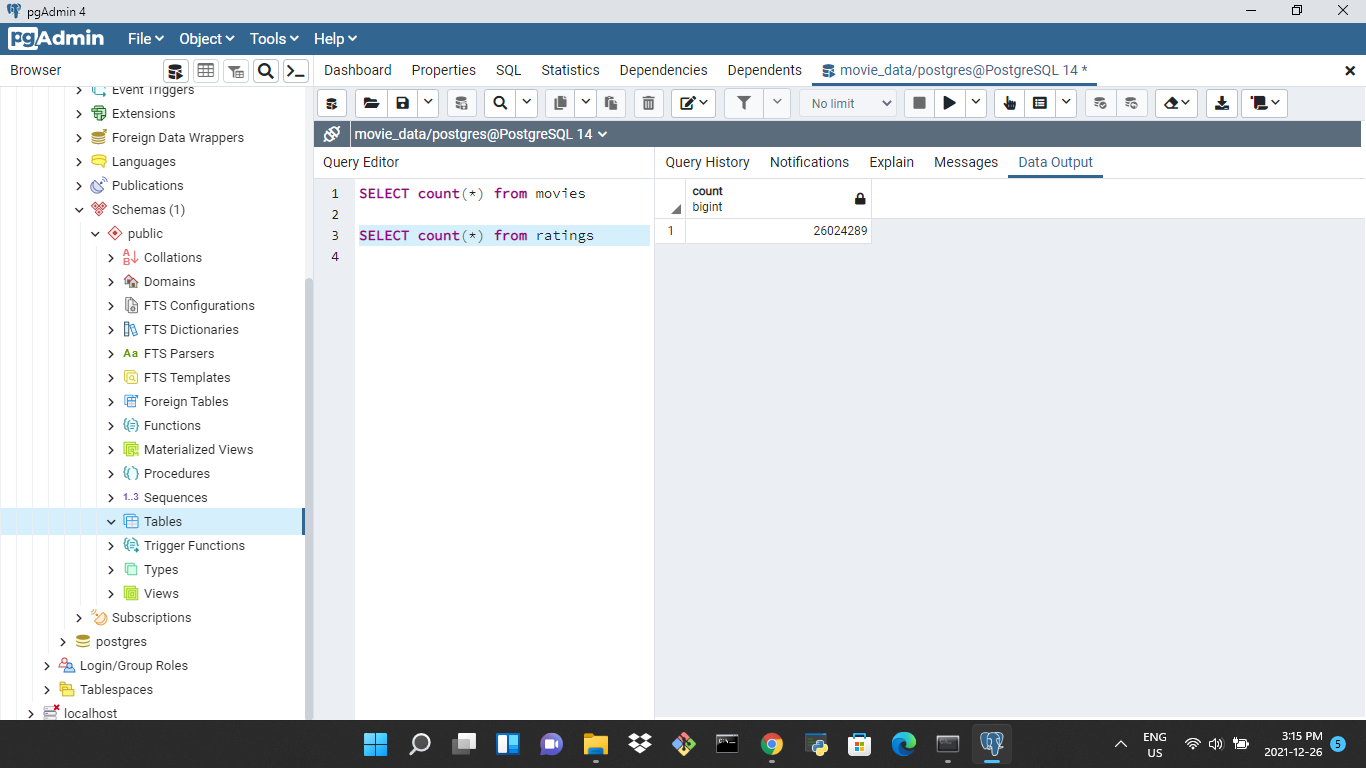 pgAdmin 4
pgAdmin File Object Tools Help
Browser
Dashboard Properties SQL Statistics Dependencies Dependents movie_data/postgres@PostgreSQL 14 *
No limit
movie_data/postgres@PostgreSQL 14
Event Triggers
Extensions
Foreign Data Wrappers
Languages
Publications
Schemas (1)
public
Collations
Domains
FTS Configurations
FTS Dictionaries
Aa FTS Parsers
FTS Templates
Foreign Tables
Functions
Materialized Views
Procedures
1..3 Sequences
Tables
Trigger Functions
Types
Views
Subscriptions
postgres
Login/Group Roles
Tablespaces
localhost
Query Editor
1 SELECT count(*) from movies
2
3 SELECT count(*) from ratings
4
Query History Notifications Explain Messages Data Output
count
bigint
1 26024289
ENG
US
3:15 PM
2021-12-26
5